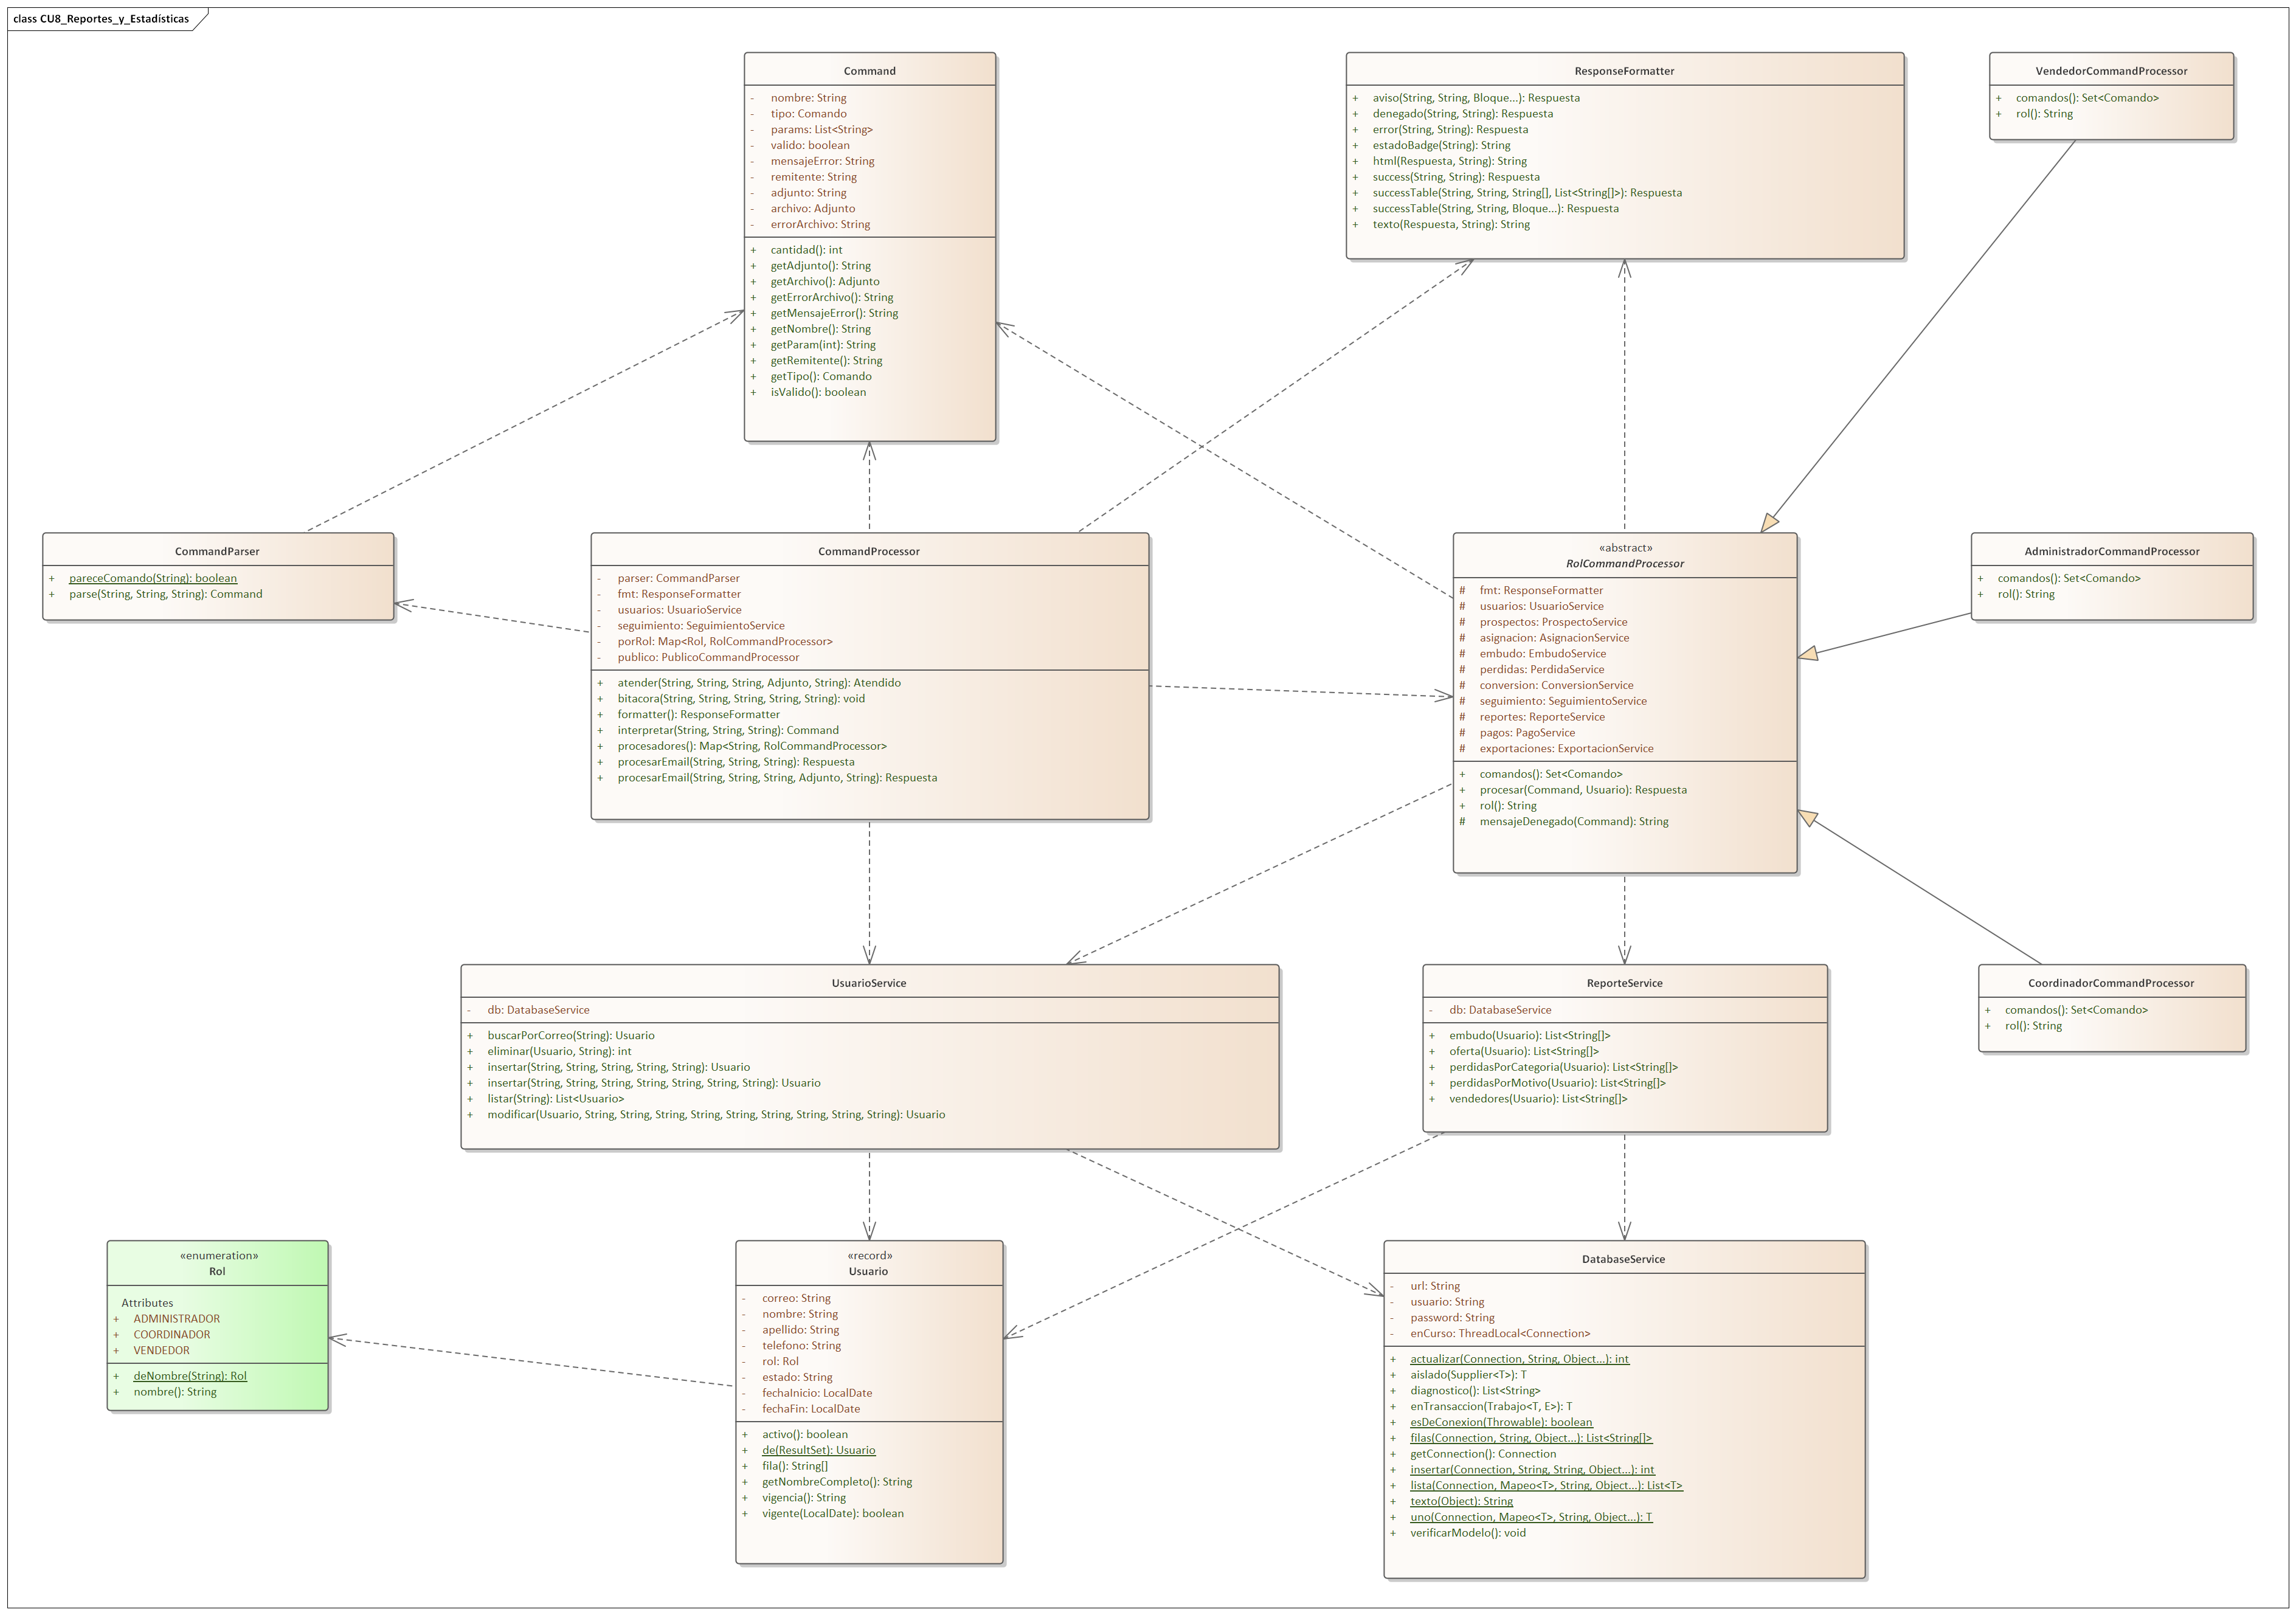 class CU8_Reportes_y_Estadísticas
Command
- nombre: String
- tipo: Comando
- params: List<String>
- valido: boolean
- mensajeError: String
- remitente: String
- adjunto: String
- archivo: Adjunto
- errorArchivo: String
+ cantidad(): int
+ getAdjunto(): String
+ getArchivo(): Adjunto
+ getErrorArchivo(): String
+ getMensajeError(): String
+ getNombre(): String
+ getParam(int): String
+ getRemitente(): String
+ getTipo(): Comando
+ isValido(): boolean
ResponseFormatter
+ aviso(String, String, Bloque...): Respuesta
+ denegado(String, String): Respuesta
+ error(String, String): Respuesta
+ estadoBadge(String): String
+ html(Respuesta, String): String
+ success(String, String): Respuesta
+ successTable(String, String, String[], List<String[]>): Respuesta
+ successTable(String, String, Bloque...): Respuesta
+ texto(Respuesta, String): String
VendedorCommandProcessor
+ comandos(): Set<Comando>
+ rol(): String
CommandParser
+ pareceComando(String): boolean
+ parse(String, String, String): Command
CommandProcessor
- parser: CommandParser
- fmt: ResponseFormatter
- usuarios: UsuarioService
- seguimiento: SeguimientoService
- porRol: Map<Rol, RolCommandProcessor>
- publico: PublicoCommandProcessor
+ atender(String, String, String, Adjunto, String): Atendido
+ bitacora(String, String, String, String, String): void
+ formatter(): ResponseFormatter
+ interpretar(String, String, String): Command
+ procesadores(): Map<String, RolCommandProcessor>
+ procesarEmail(String, String, String): Respuesta
+ procesarEmail(String, String, String, Adjunto, String): Respuesta
«abstract»
RolCommandProcessor
# fmt: ResponseFormatter
# usuarios: UsuarioService
# prospectos: ProspectoService
# asignacion: AsignacionService
# embudo: EmbudoService
# perdidas: PerdidaService
# conversion: ConversionService
# seguimiento: SeguimientoService
# reportes: ReporteService
# pagos: PagoService
# exportaciones: ExportacionService
+ comandos(): Set<Comando>
+ procesar(Command, Usuario): Respuesta
+ rol(): String
# mensajeDenegado(Command): String
AdministradorCommandProcessor
+ comandos(): Set<Comando>
+ rol(): String
UsuarioService
- db: DatabaseService
+ buscarPorCorreo(String): Usuario
+ eliminar(Usuario, String): int
+ insertar(String, String, String, String, String): Usuario
+ insertar(String, String, String, String, String, String, String): Usuario
+ listar(String): List<Usuario>
+ modificar(Usuario, String, String, String, String, String, String, String, String, String): Usuario
ReporteService
- db: DatabaseService
+ embudo(Usuario): List<String[]>
+ oferta(Usuario): List<String[]>
+ perdidasPorCategoria(Usuario): List<String[]>
+ perdidasPorMotivo(Usuario): List<String[]>
+ vendedores(Usuario): List<String[]>
CoordinadorCommandProcessor
+ comandos(): Set<Comando>
+ rol(): String
«enumeration»
Rol
Attributes
+ ADMINISTRADOR
+ COORDINADOR
+ VENDEDOR
+ deNombre(String): Rol
+ nombre(): String
«record»
Usuario
- correo: String
- nombre: String
- apellido: String
- telefono: String
- rol: Rol
- estado: String
- fechaInicio: LocalDate
- fechaFin: LocalDate
+ activo(): boolean
+ de(ResultSet): Usuario
+ fila(): String[]
+ getNombreCompleto(): String
+ vigencia(): String
+ vigente(LocalDate): boolean
DatabaseService
- url: String
- usuario: String
- password: String
- enCurso: ThreadLocal<Connection>
+ actualizar(Connection, String, Object...): int
+ aislado(Supplier<T>): T
+ diagnostico(): List<String>
+ enTransaccion(Trabajo<T, E>): T
+ esDeConexion(Throwable): boolean
+ filas(Connection, String, Object...): List<String[]>
+ getConnection(): Connection
+ insertar(Connection, String, String, Object...): int
+ lista(Connection, Mapeo<T>, String, Object...): List<T>
+ texto(Object): String
+ uno(Connection, Mapeo<T>, String, Object...): T
+ verificarModelo(): void